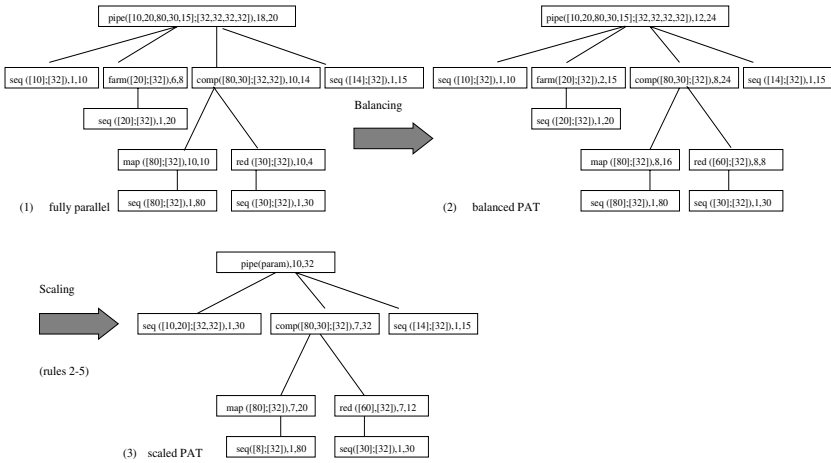 pipe([10,20,80,30,15];[32,32,32,32]),18,20
seq ([10];[32]),1,10
farm([20];[32]),6,8
comp([80,30];[32,32]),10,14
seq ([14];[32]),1,15
seq ([20];[32]),1,20
map ([80];[32]),10,10
red ([30];[32]),10,4
seq ([80];[32]),1,80
seq ([30];[32]),1,30
(1) fully parallel
Balancing
pipe([10,20,80,30,15];[32,32,32,32]),12,24
seq ([10];[32]),1,10
farm([20];[32]),2,15
comp([80,30];[32]),8,24
seq ([14];[32]),1,15
seq ([20];[32]),1,20
map ([80];[32]),8,16
red ([60];[32]),8,8
seq ([80];[32]),1,80
seq ([30];[32]),1,30
(2) balanced PAT
Scaling
(rules 2-5)
pipe(param),10,32
seq ([10,20];[32,32]),1,30
comp([80,30];[32]),7,32
seq ([14];[32]),1,15
map ([80];[32]),7,20
red ([60],[32]),7,12
seq([8];[32]),1,80
seq([30];[32]),1,30
(3) scaled PAT